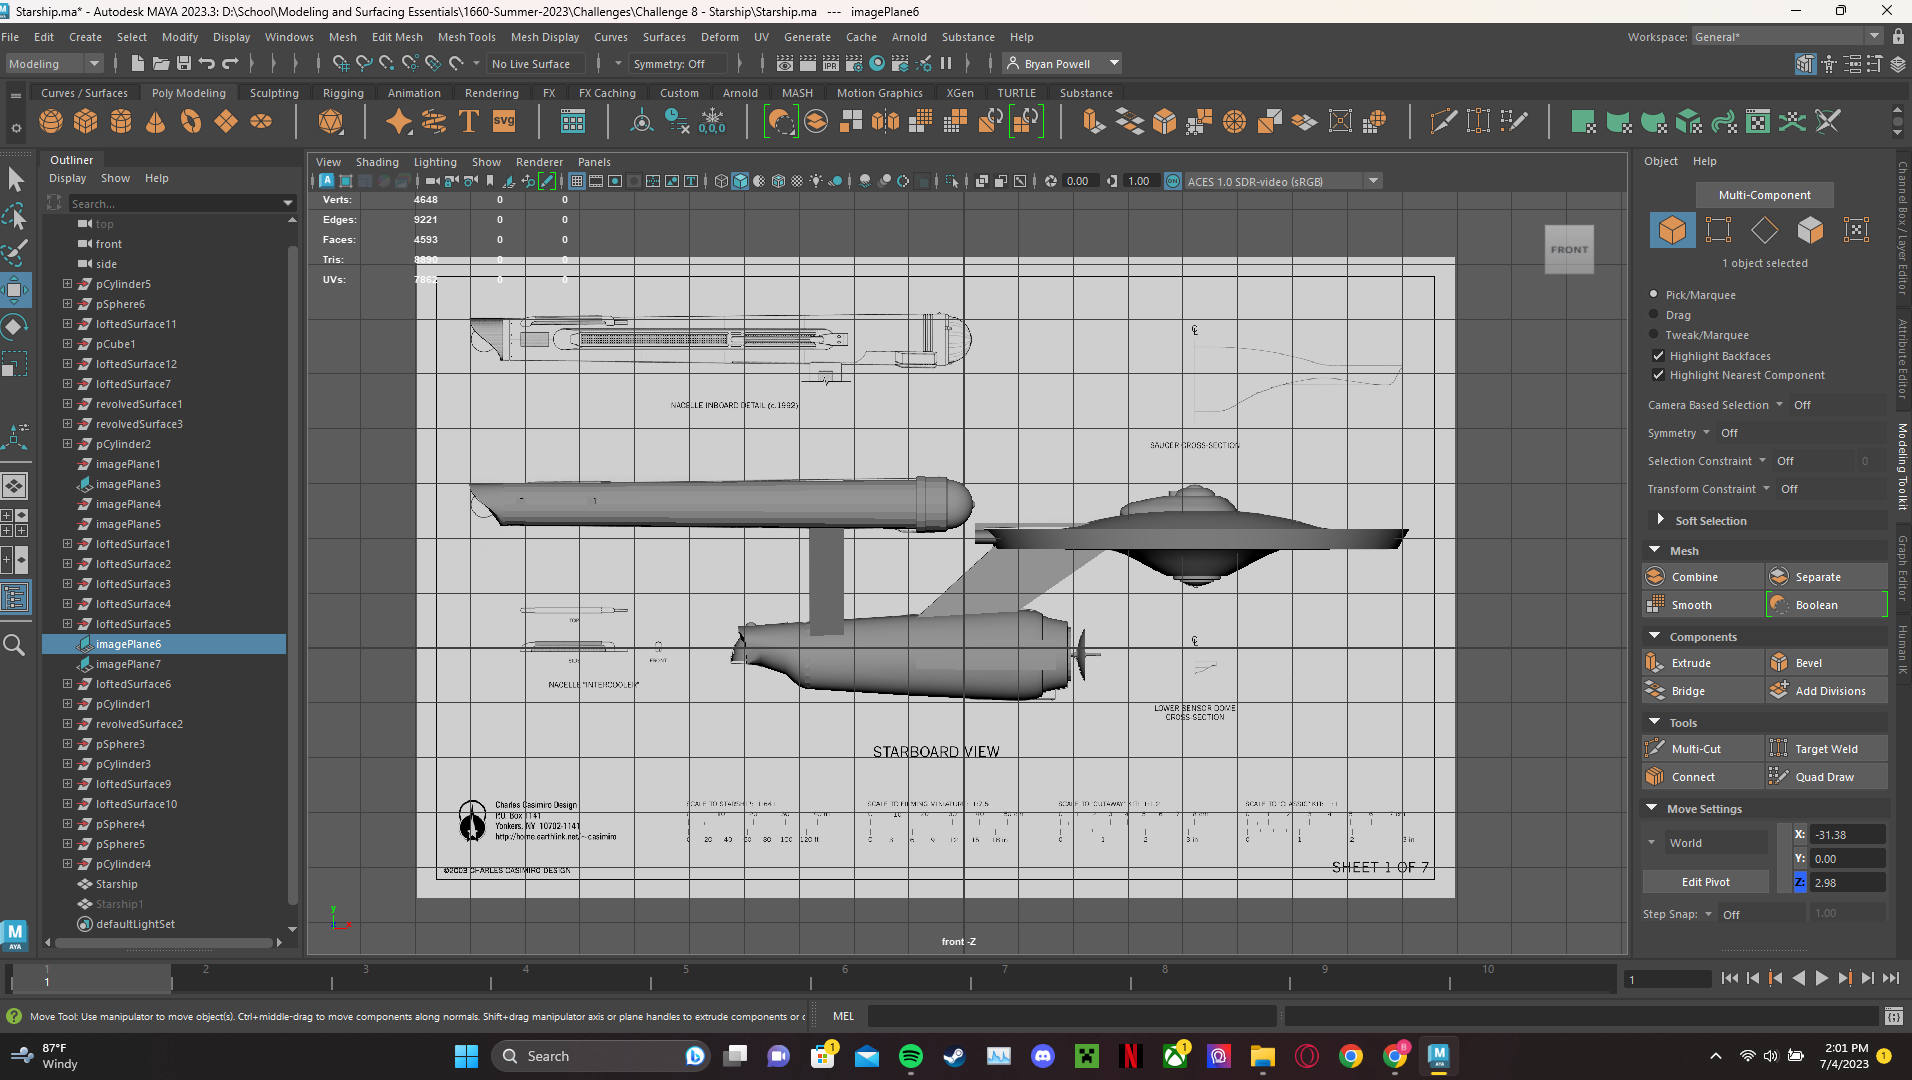 Starship.ma* - Autodesk MAYA 2023.3: D:\School\Modeling and Surfacing Essentials\1660-Summer-2023\Challenges\Challenge 8 - Starship\Starship.ma   ---   imagePlane6
File Edit Create Select Modify Display Windows Mesh Edit Mesh Mesh Tools Mesh Display Curves Surfaces Deform UV Generate Cache Arnold Substance Help
Workspace: General*
Modeling No Live Surface Symmetry: Off IPR Bryan Powell
Curves / Surfaces Poly Modeling Sculpting Rigging Animation Rendering FX FX Caching Custom Arnold MASH Motion Graphics XGen TURTLE Substance
T svg 0,0,0
Outliner
Display Show Help
Search...
top
front
side
pCylinder5
pSphere6
loftedSurface11
pCube1
loftedSurface12
loftedSurface7
revolvedSurface1
revolvedSurface3
pCylinder2
imagePlane1
imagePlane3
imagePlane4
imagePlane5
loftedSurface1
loftedSurface2
loftedSurface3
loftedSurface4
loftedSurface5
imagePlane6
imagePlane7
loftedSurface6
pCylinder1
revolvedSurface2
pSphere3
pCylinder3
loftedSurface9
loftedSurface10
pSphere4
pSphere5
pCylinder4
Starship
Starship1
defaultLightSet
View Shading Lighting Show Renderer Panels
0.00 1.00 ON ACES 1.0 SDR-video (sRGB)
Verts: 4648 0 0
Edges: 9221 0 0
Faces: 4593 0 0
Tris: 8890 0 0
UVs: 7862 0 0
FRONT
NACELLE INBOARD DETAIL (c.1992)
SAUCER CROSS-SECTION
TOP
SIDE FRONT
NACELLE "INTERCOOLER"
LOWER SENSOR DOME
CROSS-SECTION
STARBOARD VIEW
Charles Casimiro Design
P.O. Box 1141
Yonkers, NY 10702-1141
http://home.earthlink.net/~casimiro
©2003 CHARLES CASIMIRO DESIGN
SHEET 1 OF 7
y
front -Z
Object Help
Multi-Component
1 object selected
Pick/Marquee
Drag
Tweak/Marquee
Highlight Backfaces
Highlight Nearest Component
Camera Based Selection Off
Symmetry Off
Selection Constraint Off 0
Transform Constraint Off
Soft Selection
Mesh
Combine Separate
Smooth Boolean
Components
Extrude Bevel
Bridge Add Divisions
Tools
Multi-Cut Target Weld
Connect Quad Draw
Move Settings
World
X: -31.38
Y: 0.00
Edit Pivot
Z: 2.98
Step Snap: Off 1.00
Channel Box / Layer Editor
Attribute Editor
Modeling Toolkit
Graph Editor
Human IK
1 2 3 4 5 6 7 8 9 10
1
1
Move Tool: Use manipulator to move object(s). Ctrl+middle-drag to move components along normals. Shift+drag manipulator axis or plane handles to extrude components or c
MEL
M
AYA
87°F
Windy
Search
2:01 PM
7/4/2023